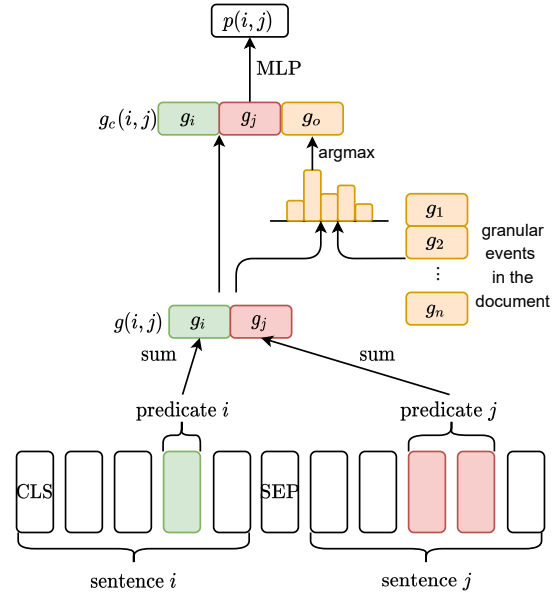 p(i, j)
MLP
g_c(i, j) g_i g_j g_o
argmax
g_1
g_2
⋮
g_n
granular
events
in the
document
g(i, j) g_i g_j
sum sum
predicate i predicate j
CLS SEP
sentence i sentence j